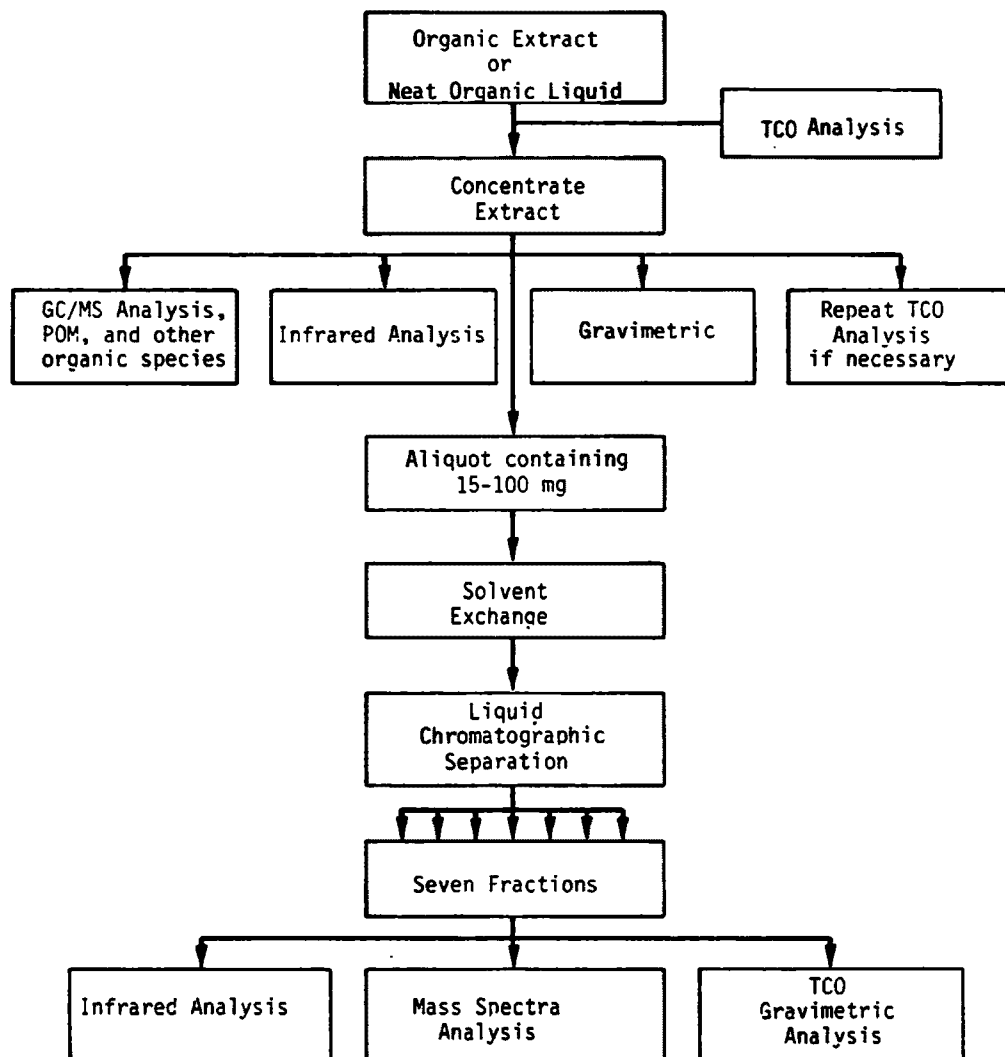 Organic Extract
or
Neat Organic Liquid
TCO Analysis
Concentrate
Extract
GC/MS Analysis,
POM, and other
organic species
Infrared Analysis
Gravimetric
Repeat TCO
Analysis
if necessary
Aliquot containing
15-100 mg
Solvent
Exchange
Liquid
Chromatographic
Separation
Seven Fractions
Infrared Analysis
Mass Spectra
Analysis
TCO
Gravimetric
Analysis